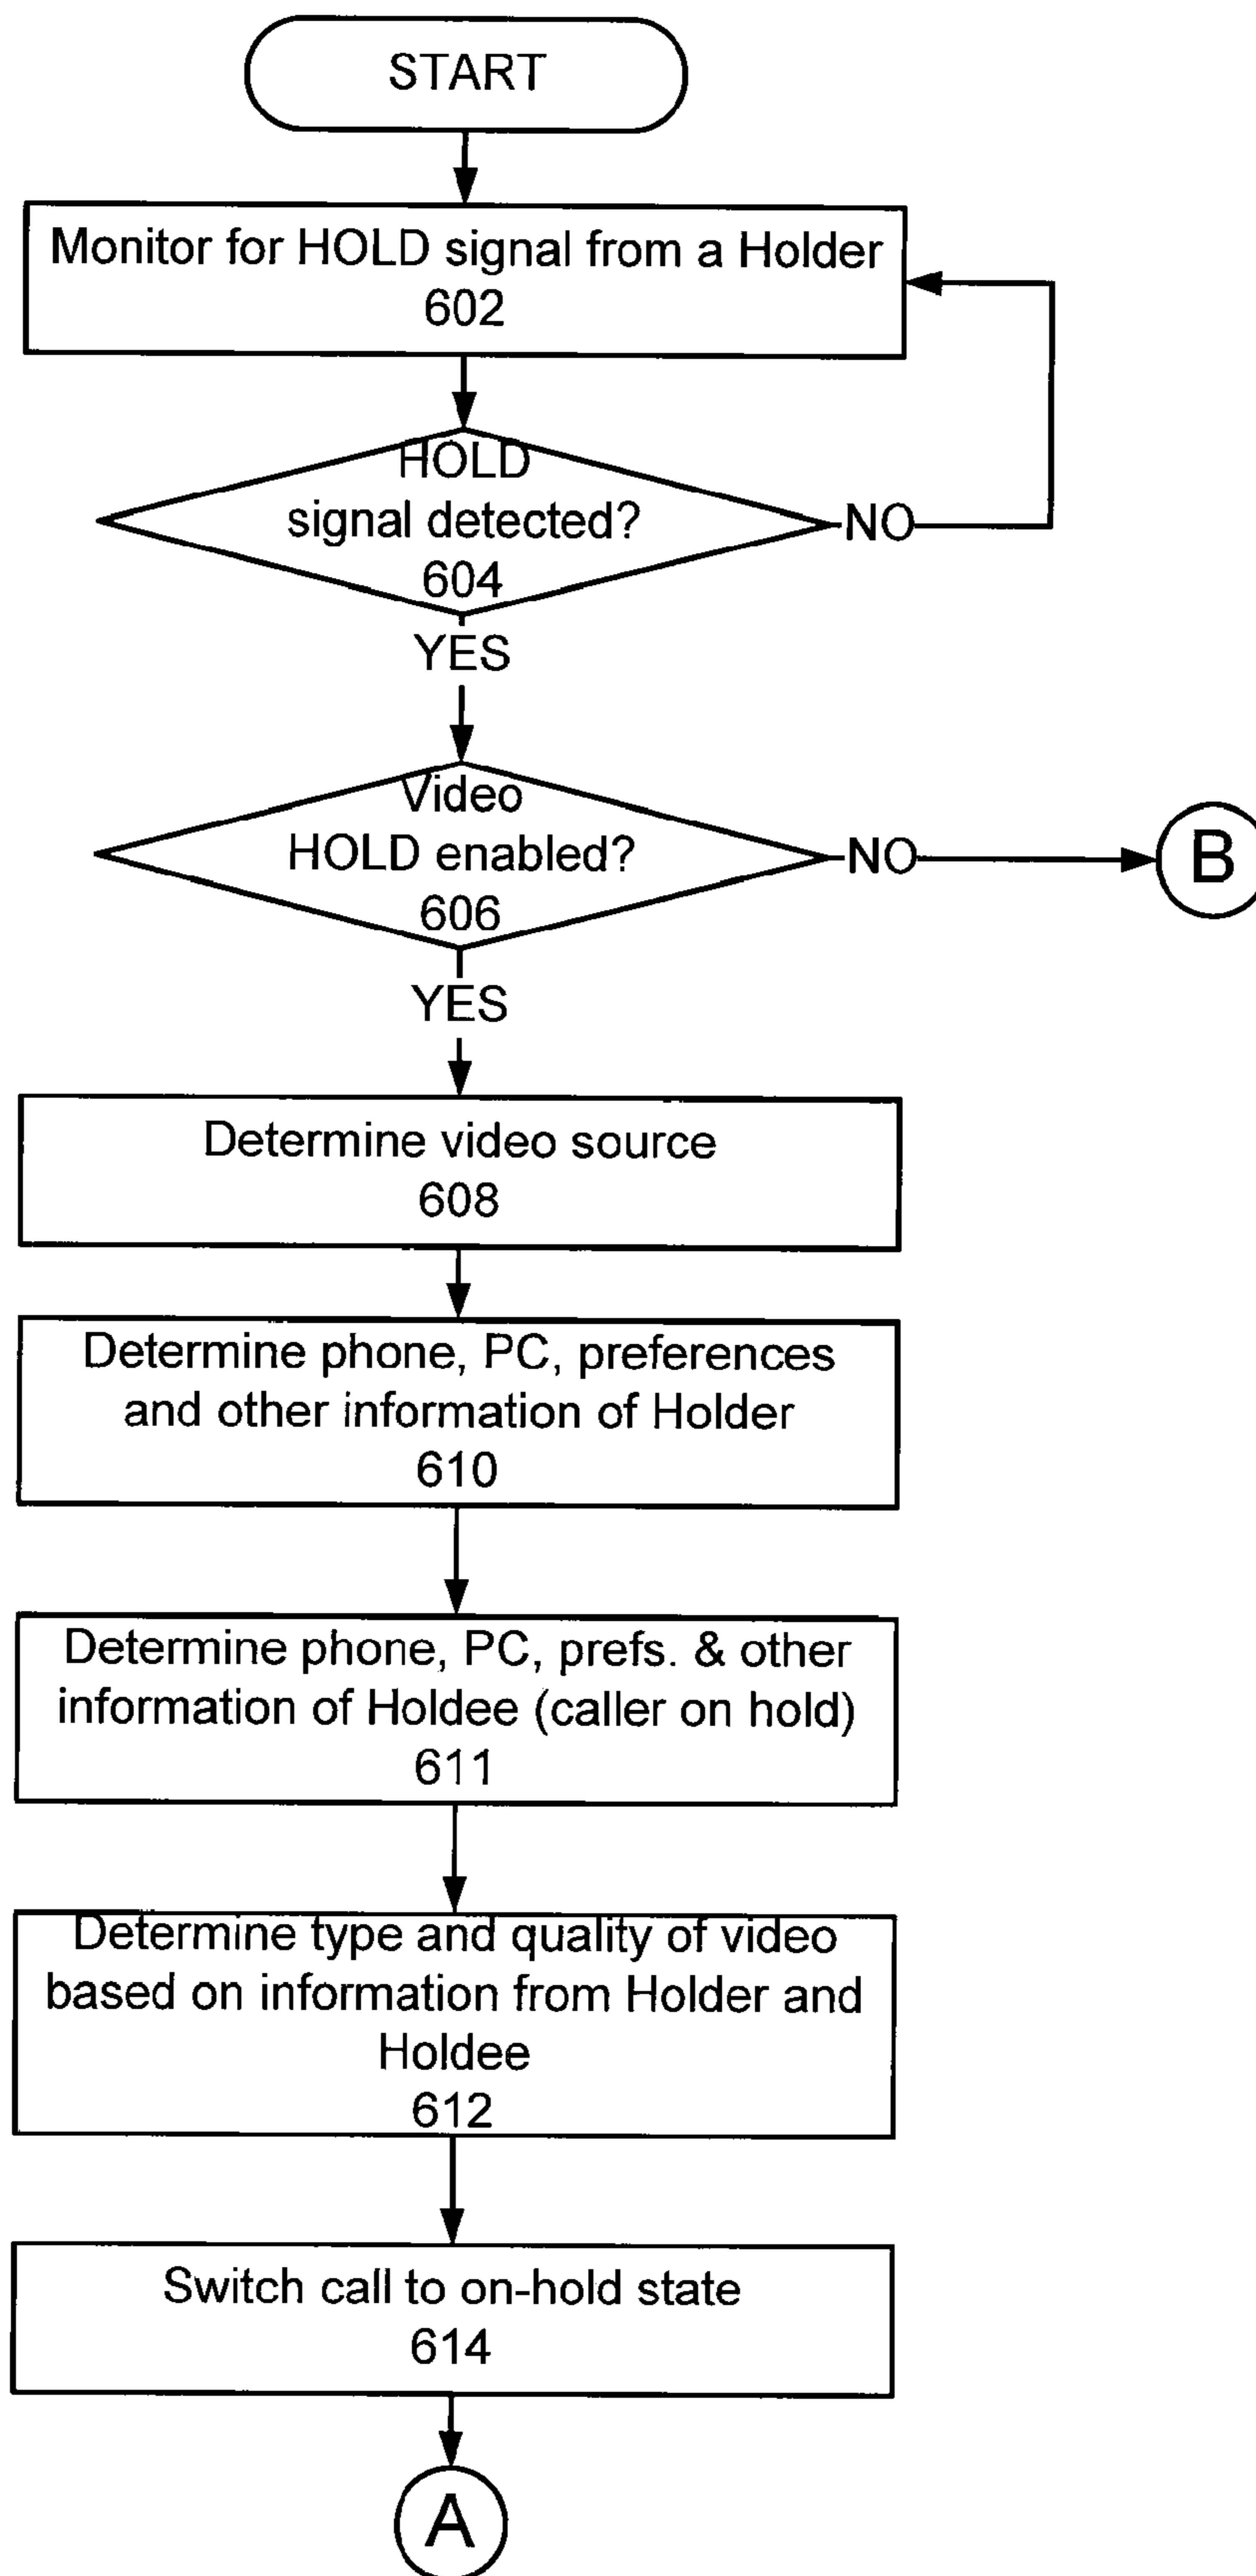 START
Monitor for HOLD signal from a Holder
602
HOLD
signal detected?
604
NO
YES
Video
HOLD enabled?
606
NO
B
YES
Determine video source
608
Determine phone, PC, preferences
and other information of Holder
610
Determine phone, PC, prefs. & other
information of Holdee (caller on hold)
611
Determine type and quality of video
based on information from Holder and
Holdee
612
Switch call to on-hold state
614
A